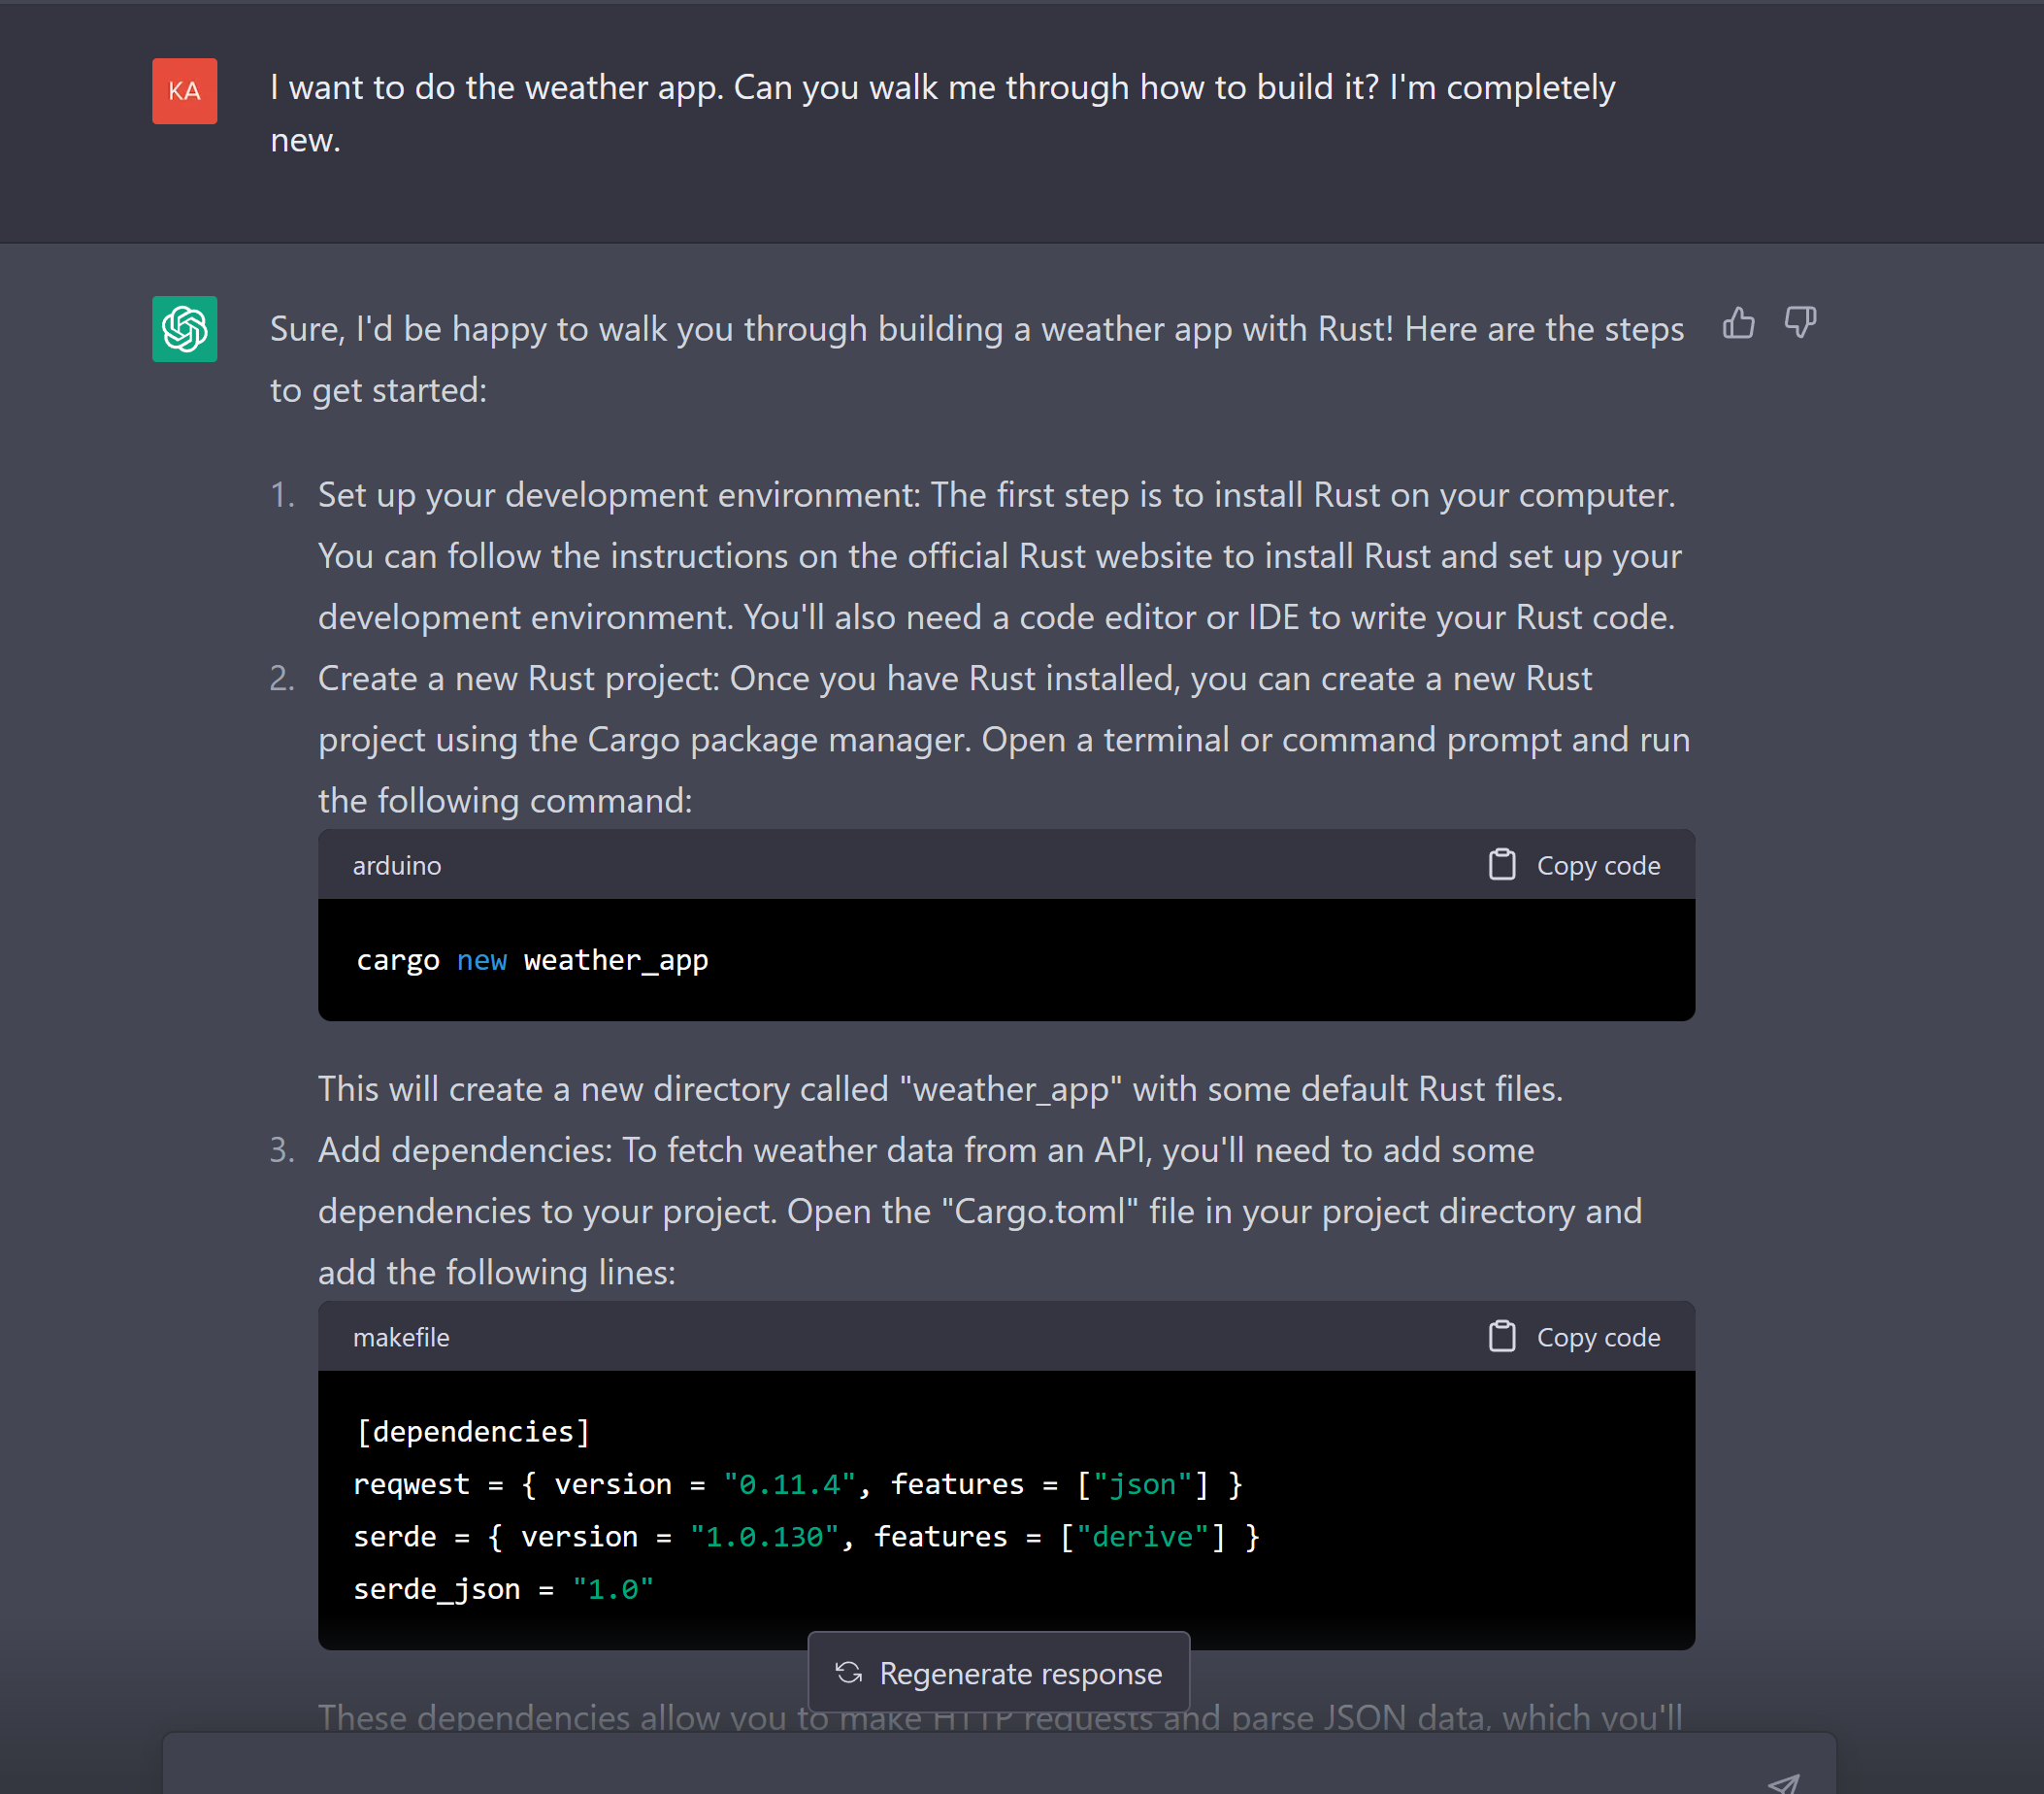 KA
I want to do the weather app. Can you walk me through how to build it? I'm completely
new.
Sure, I'd be happy to walk you through building a weather app with Rust! Here are the steps
to get started:
1. Set up your development environment: The first step is to install Rust on your computer.
You can follow the instructions on the official Rust website to install Rust and set up your
development environment. You'll also need a code editor or IDE to write your Rust code.
2. Create a new Rust project: Once you have Rust installed, you can create a new Rust
project using the Cargo package manager. Open a terminal or command prompt and run
the following command:
arduino Copy code
cargo new weather_app
This will create a new directory called "weather_app" with some default Rust files.
3. Add dependencies: To fetch weather data from an API, you'll need to add some
dependencies to your project. Open the "Cargo.toml" file in your project directory and
add the following lines:
makefile Copy code
[dependencies]
reqwest = { version = "0.11.4", features = ["json"] }
serde = { version = "1.0.130", features = ["derive"] }
serde_json = "1.0"
Regenerate response
These dependencies allow you to make HTTP requests and parse JSON data, which you'll